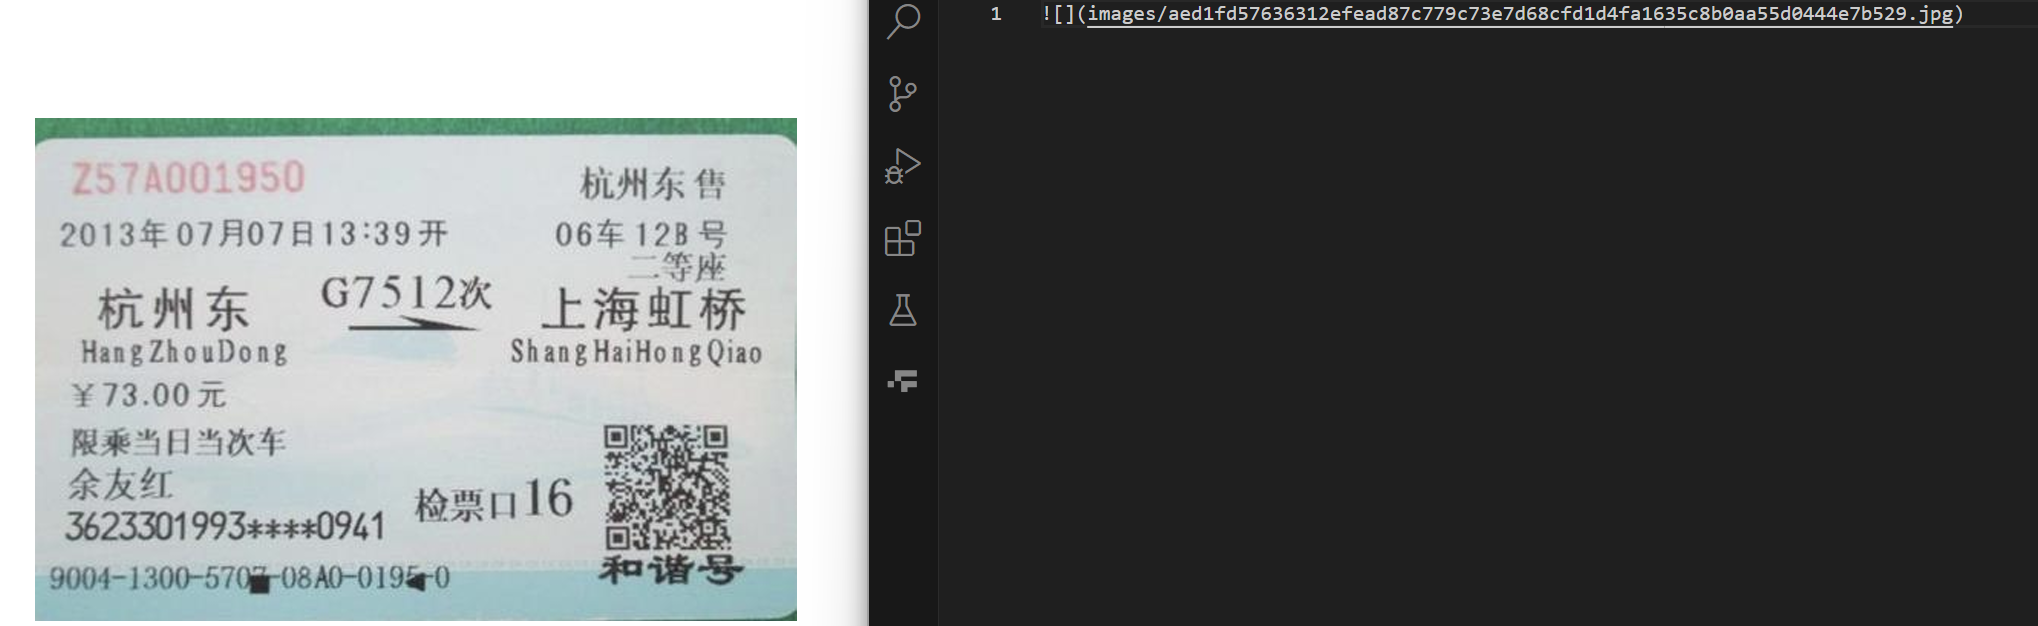 Z57A001950
杭州东 售
2013年07月07日13:39开
06车12B号
二等座
杭州东
G7512次
上海虹桥
HangZhouDong
ShangHaiHongQiao
¥73.00元
限乘当日当次车
余友红
3623301993****0941
检票口16
和谐号
9004-1300-5707-08A0-0195-0
1
![](images/aed1fd57636312efead87c779c73e7d68cfd1d4fa1635c8b0aa55d0444e7b529.jpg)